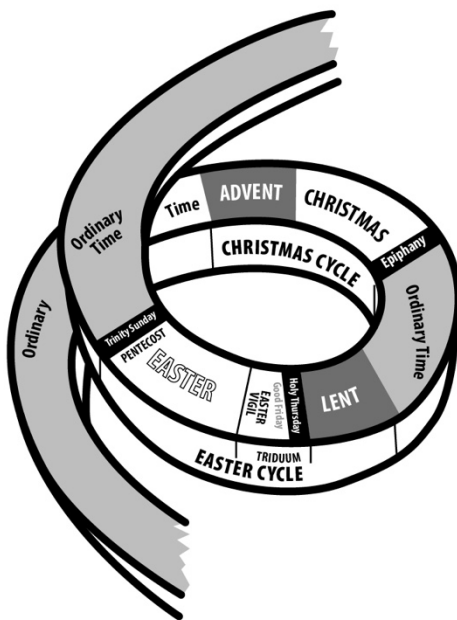 Ordinary
Time
ADVENT
CHRISTMAS
Epiphany
Ordinary Time
LENT
Holy Thursday
Good Friday
EASTER
VIGIL
EASTER
PENTECOST
Trinity Sunday
Ordinary
Time
CHRISTMAS CYCLE
TRIDUUM
EASTER CYCLE